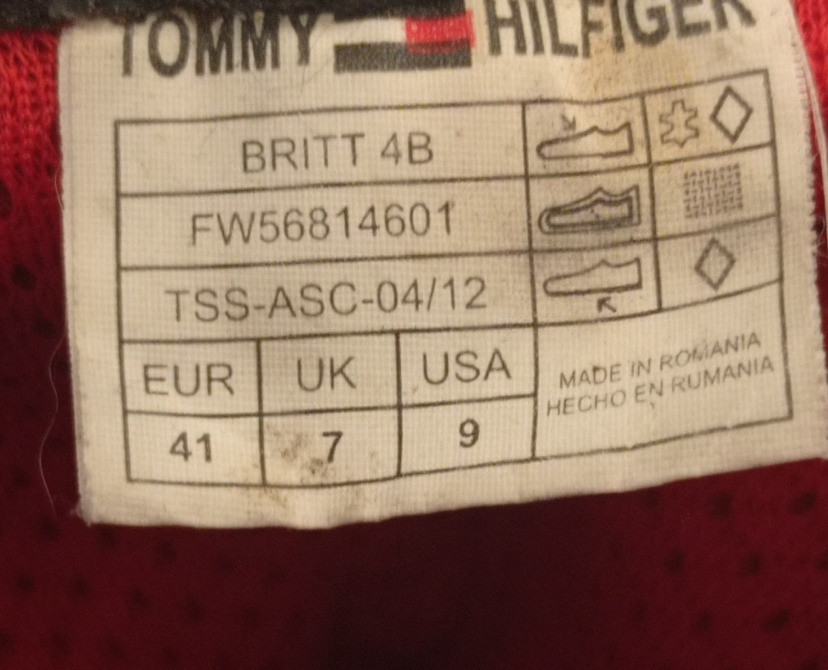 TOMMY HILFIGER
BRITT 4B
FW56814601
TSS-ASC-04/12
EUR UK USA
41 7 9
MADE IN ROMANIA
HECHO EN RUMANIA